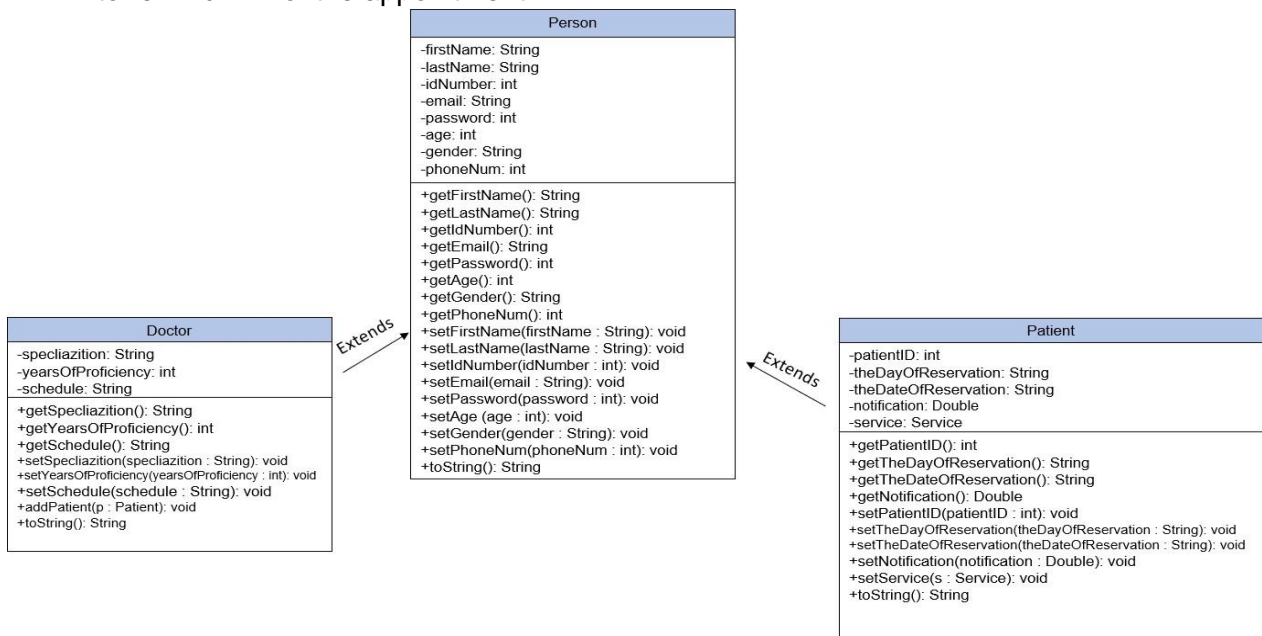 Person
-firstName: String
-lastName: String
-idNumber: int
-email: String
-password: int
-age: int
-gender: String
-phoneNum: int
+getFirstName(): String
+getLastName(): String
+getIdNumber(): int
+getEmail(): String
+getPassword(): int
+getAge(): int
+getGender(): String
+getPhoneNum(): int
+setFirstName(firstName : String): void
+setLastName(lastName : String): void
+setIdNumber(idNumber : int): void
+setEmail(email : String): void
+setPassword(password : int): void
+setAge (age : int): void
+setGender(gender : String): void
+setPhoneNum(phoneNum : int): void
+toString(): String
Extends
Extends
Doctor
-specliazition: String
-yearsOfProficiency: int
-schedule: String
+getSpecliazition(): String
+getYearsOfProficiency(): int
+getSchedule(): String
+setSpecliazition(specliazition : String): void
+setYearsOfProficiency(yearsOfProficiency : int): void
+setSchedule(schedule : String): void
+addPatient(p : Patient): void
+toString(): String
Patient
-patientID: int
-theDayOfReservation: String
-theDateOfReservation: String
-notification: Double
-service: Service
+getPatientID(): int
+getTheDayOfReservation(): String
+getTheDateOfReservation(): String
+getNotification(): Double
+setPatientID(patientID : int): void
+setTheDayOfReservation(theDayOfReservation : String): void
+setTheDateOfReservation(theDateOfReservation : String): void
+setNotification(notification : Double): void
+setService(s : Service): void
+toString(): String